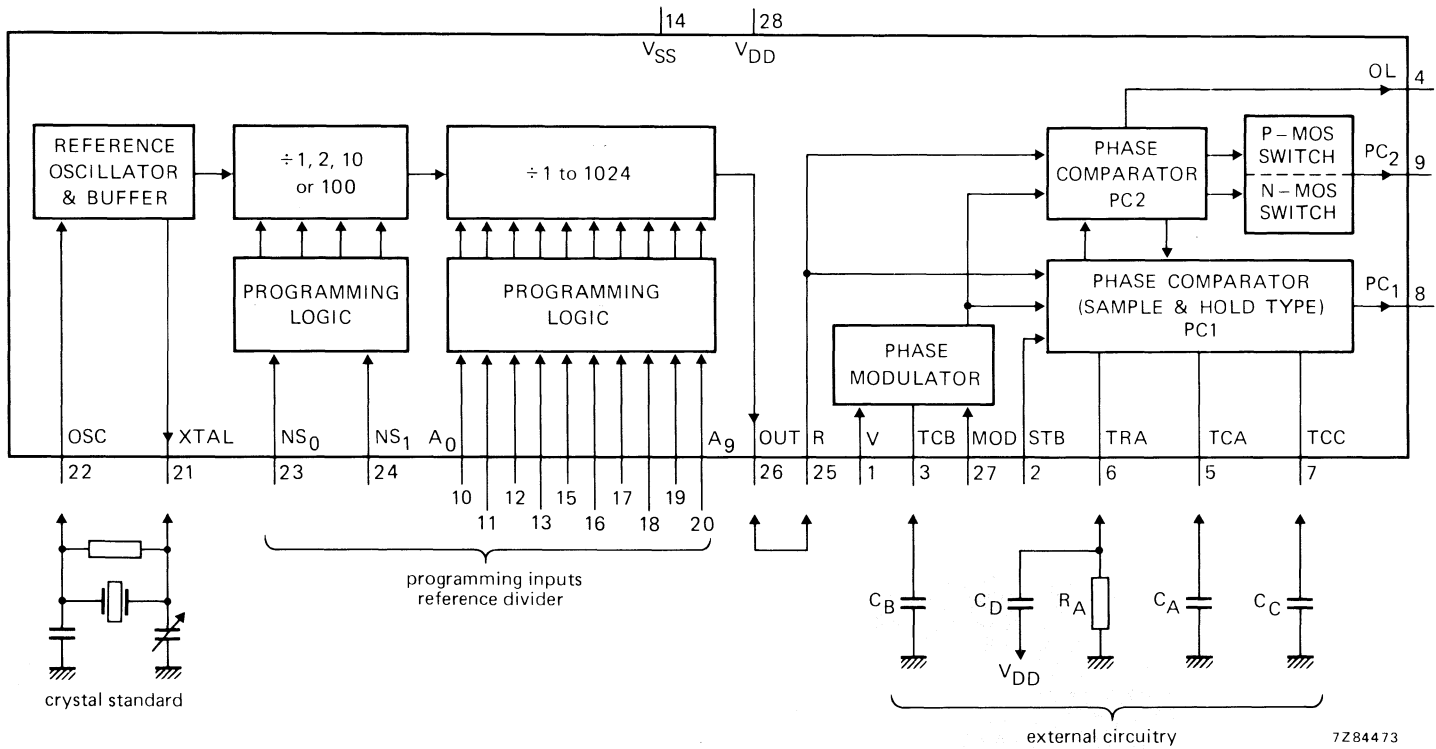 14
28
VSS
VDD
OL
4
REFERENCE
OSCILLATOR
& BUFFER
÷1, 2, 10
or 100
÷1 to 1024
PHASE
COMPARATOR
PC2
P-MOS
SWITCH
N-MOS
SWITCH
PC2
9
PROGRAMMING
LOGIC
PROGRAMMING
LOGIC
PHASE COMPARATOR
(SAMPLE & HOLD TYPE)
PC1
PC1
8
PHASE
MODULATOR
OSC
XTAL
NS0
NS1
A0
A9
OUT
R
V
TCB
MOD
STB
TRA
TCA
TCC
22
21
23
24
10
11
12
13
15
16
17
18
19
20
26
25
1
3
27
2
6
5
7
programming inputs
reference divider
CB
CD
RA
CA
CC
VDD
crystal standard
external circuitry
7Z84473